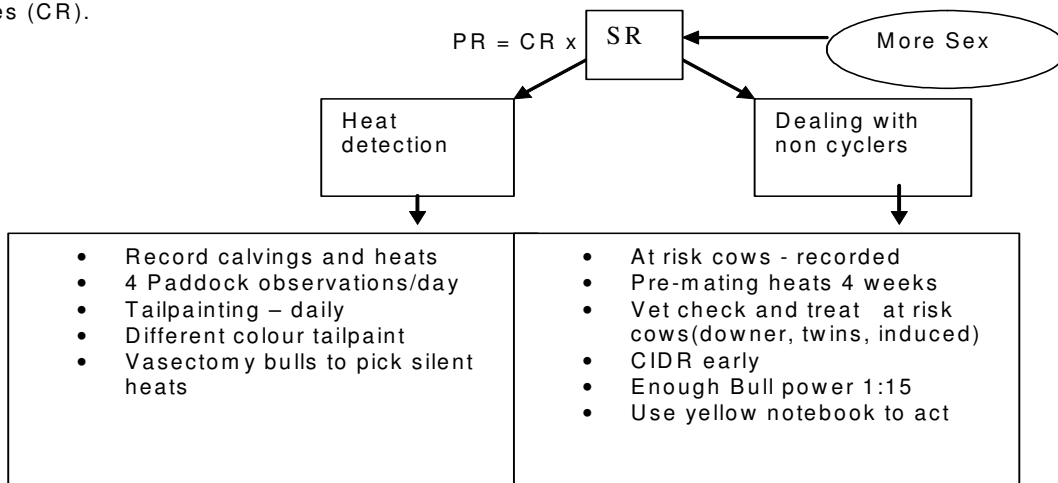 es (CR).
PR = CR x SR
More Sex
Heat
detection
Dealing with
non cyclers
• Record calvings and heats
• 4 Paddock observations/day
• Tailpainting – daily
• Different colour tailpaint
• Vasectomy bulls to pick silent
heats
• At risk cows - recorded
• Pre-mating heats 4 weeks
• Vet check and treat at risk
cows(downer, twins, induced)
• CIDR early
• Enough Bull power 1:15
• Use yellow notebook to act